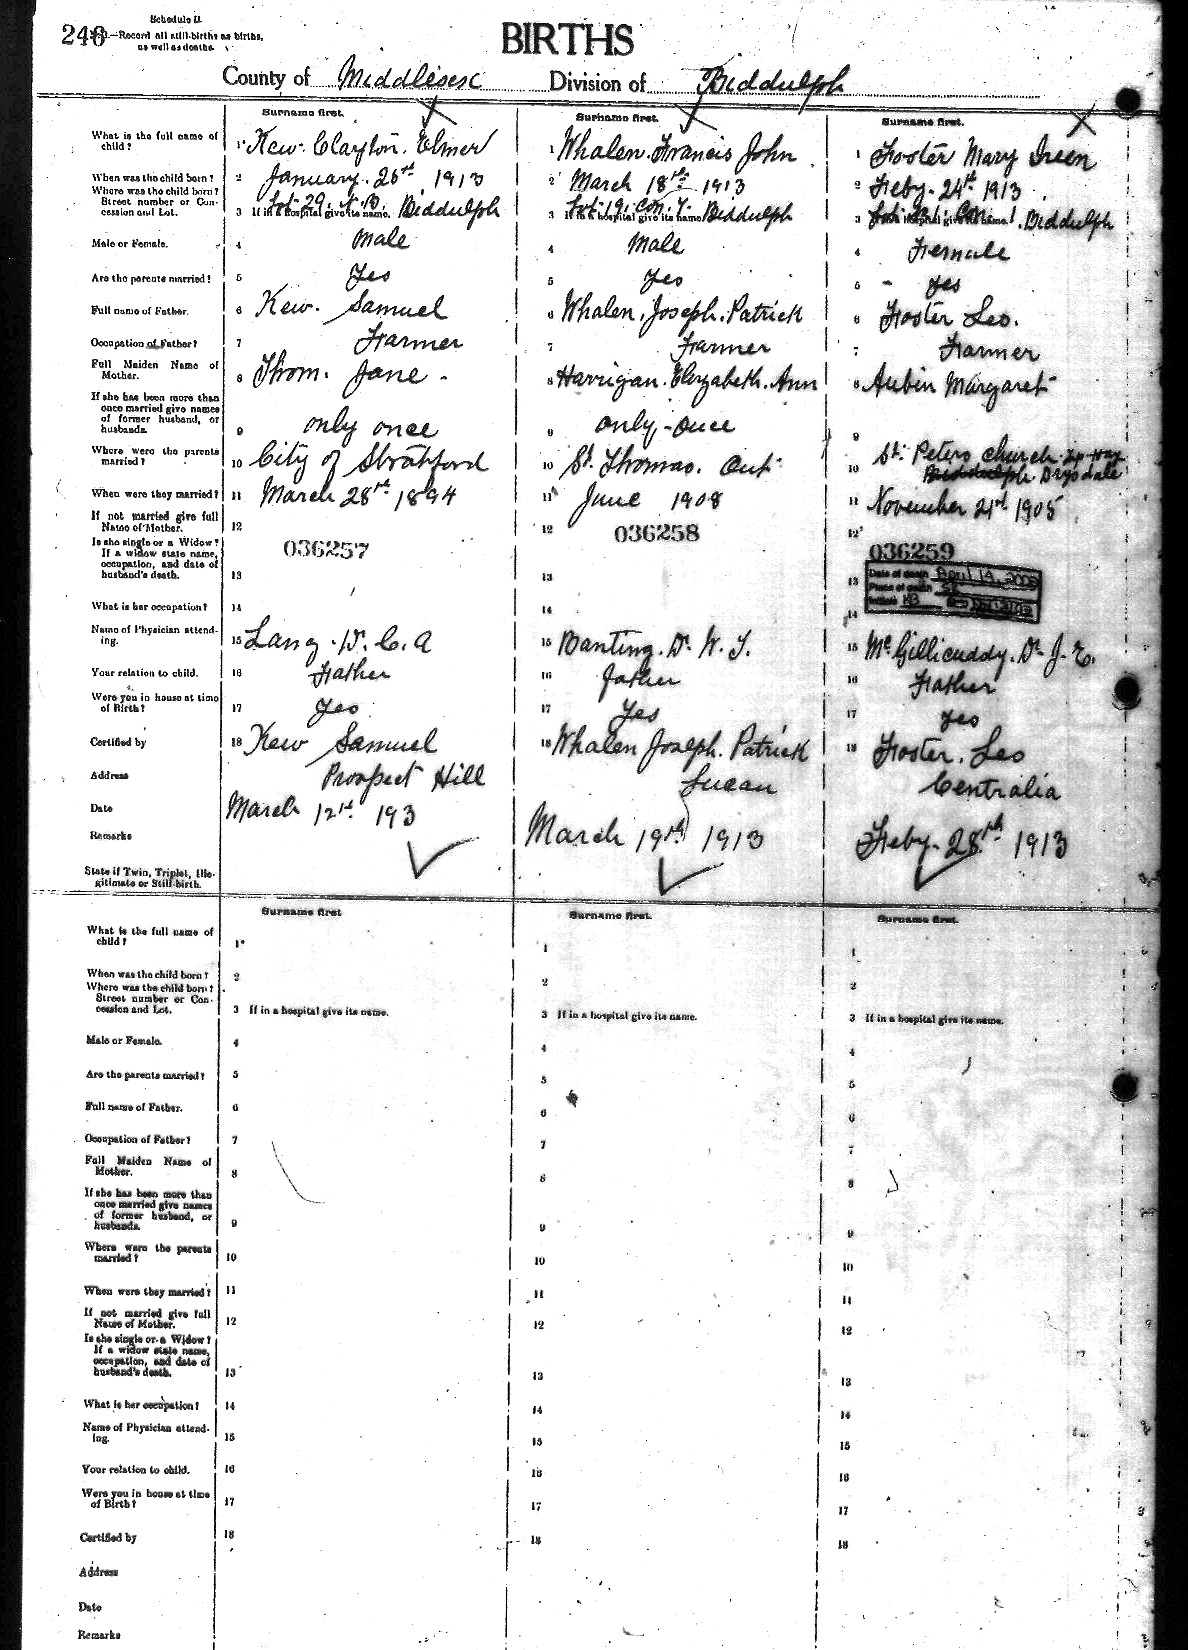 Schedule B.
246
—Record all still-births as births,
as well as deaths.
BIRTHS
County of Middlesex Division of Biddulph
Surname first. Surname first. Surname first.
What is the full name of
child?
1 Kew. Clayton. Elmer
1 Whalen. Francis John
1 Foster Mary Ireen
When was the child born?
2 January. 26st, 1913
2 March 18th 1913
2 Feby. 24th 1913
Where was the child born?
Street number or Con-
cession and Lot.
3 If in a hospital give its name. Lot 29. Biddulph
3 If in a hospital give its name Lot 19. Con. Biddulph
3 If in a hospital give its name. Con 1. Biddulph
Male or Female.
4 Male
4 Male
4 Female
Are the parents married?
5 Yes
5 Yes
5 - Yes
Full name of Father.
6 Kew. Samuel
6 Whalen. Joseph. Patrick
6 Foster Leo.
Occupation of Father?
7 Farmer
7 Farmer
7 Farmer
Full Maiden Name of
Mother.
8 Thom. Jane -
8 Harrigan. Elizabeth. Ann
8 Aubin Margaret
If she has been more than
once married give names
of former husband, or
husbands.
9 only once
9 only-once
9
Where were the parents
married?
10 City of Stratford
10 St. Thomas. Ont
10 St. Peters church. Hay
Biddulph. Drysdale
When were they married?
11 March 28st 1894
11 June 1908
11 November 21st 1905
If not married give full
Name of Mother.
12
12
12
036257
036258
036259
Is she single or a Widow?
If a widow state name,
occupation, and date of
husband's death.
13
13
13
Date of death April 14, 2002
Place of death
Initials KB
What is her occupation?
14
14
14
Name of Physician attend-
ing.
15 Lang. Dr. C. A
15 Banting. Dr. W. J.
15 McGillicuddy. Dr. J. E.
Your relation to child.
16 Father
16 father
16 Father
Were you in house at time
of Birth?
17 Yes
17 Yes
17 Yes
Certified by
18 Kew Samuel
18 Whalen Joseph. Patrick
18 Foster. Leo
Address
Prospect Hill
Lucan
Centralia
Date
March 12st 193
March 19th 1913
Feby. 28th 1913
Remarks
State if Twin, Triplet, Ille-
gitimate or Still-birth.
Surname first Surname first. Surname first.
What is the full name of
child?
1 1 1
When was the child born?
2 2 2
Where was the child born?
Street number or Con-
cession and Lot.
3 If in a hospital give its name.
3 If in a hospital give its name.
3 If in a hospital give its name.
Male or Female.
4 4 4
Are the parents married?
5 5 5
Full name of Father.
6 6 6
Occupation of Father?
7 7 7
Full Maiden Name of
Mother.
8 8 8
If she has been more than
once married give names
of former husband, or
husbands.
9 9 9
Where were the parents
married?
10 10 10
When were they married?
11 11 11
If not married give full
Name of Mother.
12 12 12
Is she single or a Widow?
If a widow state name,
occupation, and date of
husband's death.
13 13 13
What is her occupation?
14 14 14
Name of Physician attend-
ing.
15 15 15
Your relation to child.
16 16 16
Were you in house at time
of Birth?
17 17 17
Certified by
18 18 18
Address
Date
Remarks